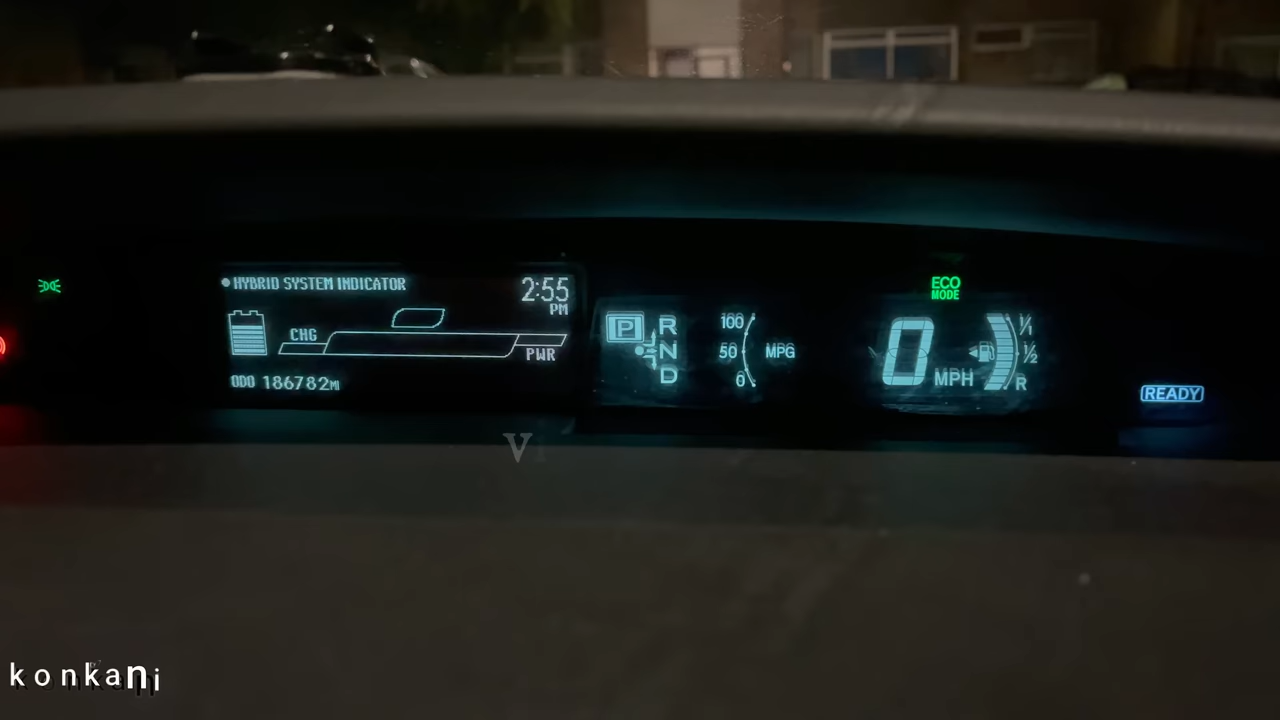 HYBRID SYSTEM INDICATOR
2:55
PM
CHG
PWR
ODO 186782MI
P
R
N
D
100
50
0
MPG
ECO
MODE
0
MPH
1/1
1/2
R
READY
V
konkani